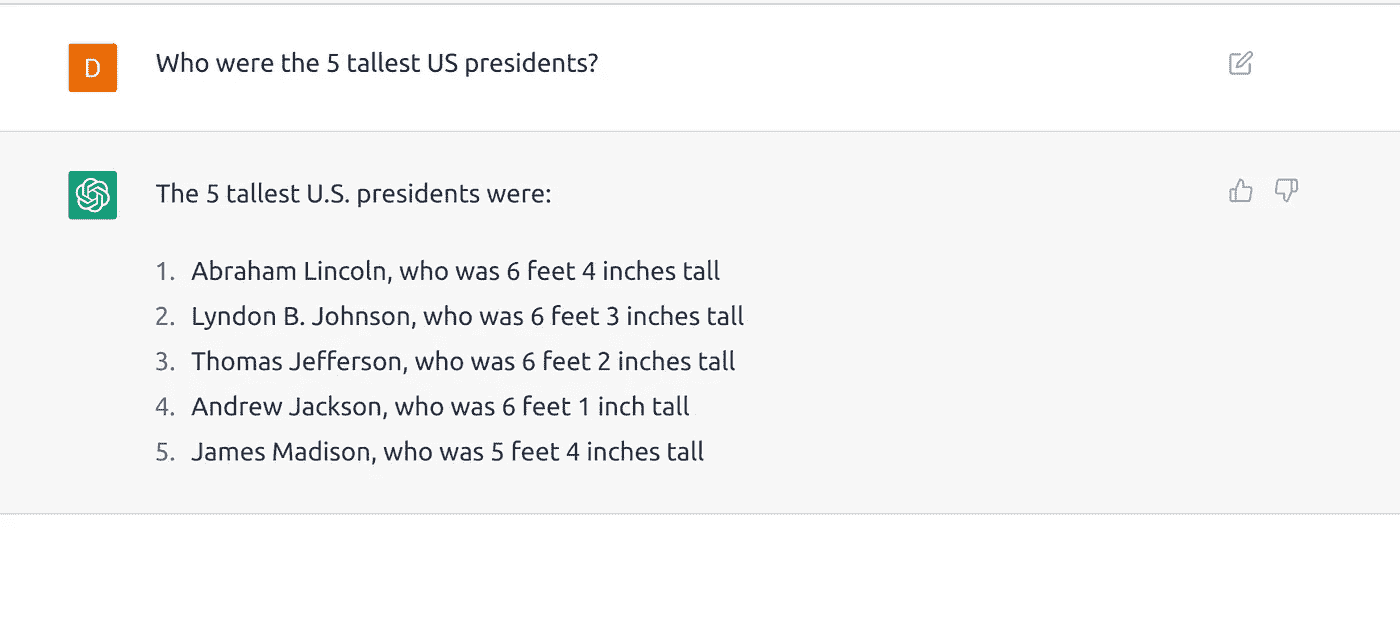 D
Who were the 5 tallest US presidents?
The 5 tallest U.S. presidents were:
1. Abraham Lincoln, who was 6 feet 4 inches tall
2. Lyndon B. Johnson, who was 6 feet 3 inches tall
3. Thomas Jefferson, who was 6 feet 2 inches tall
4. Andrew Jackson, who was 6 feet 1 inch tall
5. James Madison, who was 5 feet 4 inches tall